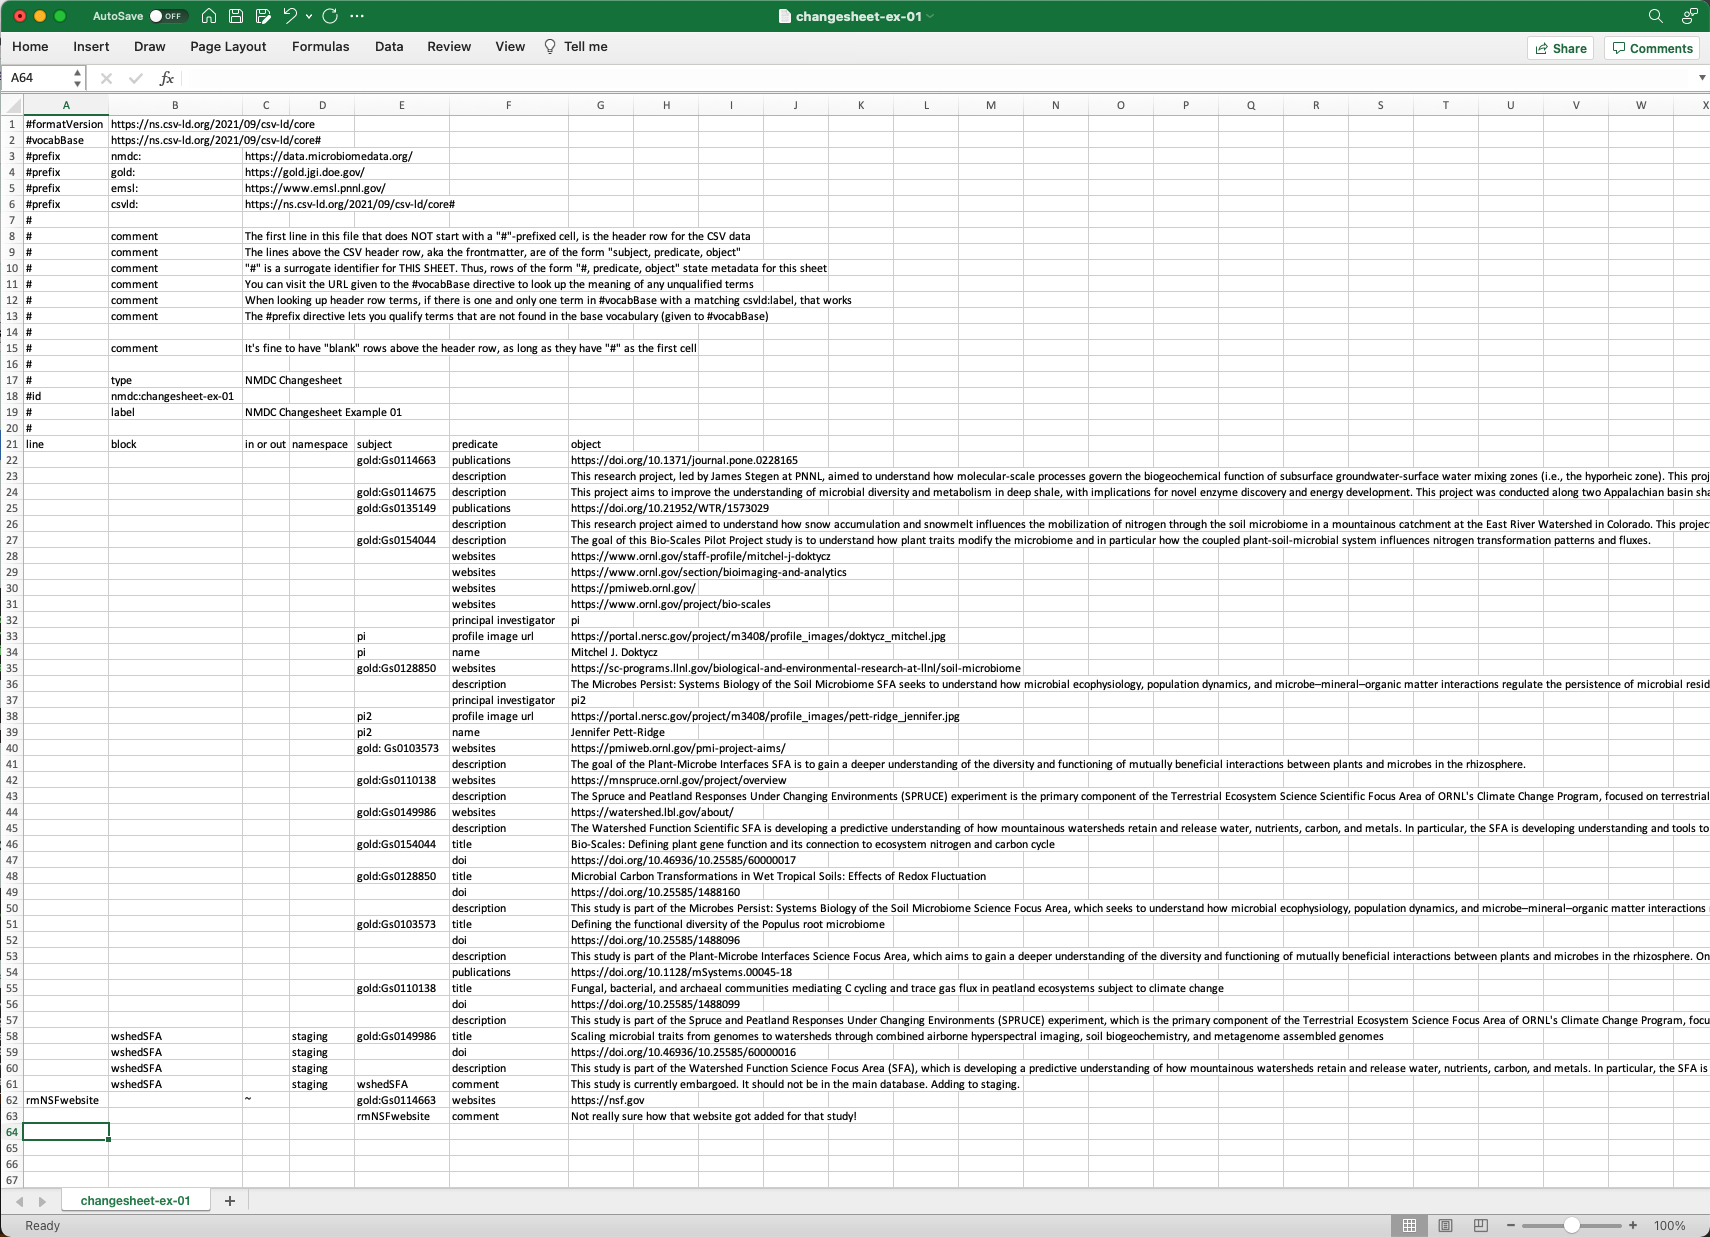 AutoSave OFF changesheet-ex-01
Home Insert Draw Page Layout Formulas Data Review View Tell me Share Comments
A64 fx
A B C D E F G H I J K L M N O P Q R S T U V W X
1 #formatVersion https://ns.csv-ld.org/2021/09/csv-ld/core
2 #vocabBase https://ns.csv-ld.org/2021/09/csv-ld/core#
3 #prefix nmdc: https://data.microbiomedata.org/
4 #prefix gold: https://gold.jgi.doe.gov/
5 #prefix emsl: https://www.emsl.pnnl.gov/
6 #prefix csvld: https://ns.csv-ld.org/2021/09/csv-ld/core#
7 #
8 # comment The first line in this file that does NOT start with a "#"-prefixed cell, is the header row for the CSV data
9 # comment The lines above the CSV header row, aka the frontmatter, are of the form "subject, predicate, object"
10 # comment "#" is a surrogate identifier for THIS SHEET. Thus, rows of the form "#, predicate, object" state metadata for this sheet
11 # comment You can visit the URL given to the #vocabBase directive to look up the meaning of any unqualified terms
12 # comment When looking up header row terms, if there is one and only one term in #vocabBase with a matching csvld:label, that works
13 # comment The #prefix directive lets you qualify terms that are not found in the base vocabulary (given to #vocabBase)
14 #
15 # comment It's fine to have "blank" rows above the header row, as long as they have "#" as the first cell
16 #
17 # type NMDC Changesheet
18 #id nmdc:changesheet-ex-01
19 # label NMDC Changesheet Example 01
20 #
21 line block in or out namespace subject predicate object
22 gold:Gs0114663 publications https://doi.org/10.1371/journal.pone.0228165
23 description This research project, led by James Stegen at PNNL, aimed to understand how molecular-scale processes govern the biogeochemical function of subsurface groundwater-surface water mixing zones (i.e., the hyporheic zone). This proj
24 gold:Gs0114675 description This project aims to improve the understanding of microbial diversity and metabolism in deep shale, with implications for novel enzyme discovery and energy development. This project was conducted along two Appalachian basin sha
25 gold:Gs0135149 publications https://doi.org/10.21952/WTR/1573029
26 description This research project aimed to understand how snow accumulation and snowmelt influences the mobilization of nitrogen through the soil microbiome in a mountainous catchment at the East River Watershed in Colorado. This project
27 gold:Gs0154044 description The goal of this Bio-Scales Pilot Project study is to understand how plant traits modify the microbiome and in particular how the coupled plant-soil-microbial system influences nitrogen transformation patterns and fluxes.
28 websites https://www.ornl.gov/staff-profile/mitchel-j-doktycz
29 websites https://www.ornl.gov/section/bioimaging-and-analytics
30 websites https://pmiweb.ornl.gov/
31 websites https://www.ornl.gov/project/bio-scales
32 principal investigator pi
33 pi profile image url https://portal.nersc.gov/project/m3408/profile_images/doktycz_mitchel.jpg
34 pi name Mitchel J. Doktycz
35 gold:Gs0128850 websites https://sc-programs.llnl.gov/biological-and-environmental-research-at-llnl/soil-microbiome
36 description The Microbes Persist: Systems Biology of the Soil Microbiome SFA seeks to understand how microbial ecophysiology, population dynamics, and microbe–mineral–organic matter interactions regulate the persistence of microbial resid
37 principal investigator pi2
38 pi2 profile image url https://portal.nersc.gov/project/m3408/profile_images/pett-ridge_jennifer.jpg
39 pi2 name Jennifer Pett-Ridge
40 gold: Gs0103573 websites https://pmiweb.ornl.gov/pmi-project-aims/
41 description The goal of the Plant-Microbe Interfaces SFA is to gain a deeper understanding of the diversity and functioning of mutually beneficial interactions between plants and microbes in the rhizosphere.
42 gold:Gs0110138 websites https://mnspruce.ornl.gov/project/overview
43 description The Spruce and Peatland Responses Under Changing Environments (SPRUCE) experiment is the primary component of the Terrestrial Ecosystem Science Scientific Focus Area of ORNL's Climate Change Program, focused on terrestrial
44 gold:Gs0149986 websites https://watershed.lbl.gov/about/
45 description The Watershed Function Scientific SFA is developing a predictive understanding of how mountainous watersheds retain and release water, nutrients, carbon, and metals. In particular, the SFA is developing understanding and tools to
46 gold:Gs0154044 title Bio-Scales: Defining plant gene function and its connection to ecosystem nitrogen and carbon cycle
47 doi https://doi.org/10.46936/10.25585/60000017
48 gold:Gs0128850 title Microbial Carbon Transformations in Wet Tropical Soils: Effects of Redox Fluctuation
49 doi https://doi.org/10.25585/1488160
50 description This study is part of the Microbes Persist: Systems Biology of the Soil Microbiome Science Focus Area, which seeks to understand how microbial ecophysiology, population dynamics, and microbe–mineral–organic matter interactions
51 gold:Gs0103573 title Defining the functional diversity of the Populus root microbiome
52 doi https://doi.org/10.25585/1488096
53 description This study is part of the Plant-Microbe Interfaces Science Focus Area, which aims to gain a deeper understanding of the diversity and functioning of mutually beneficial interactions between plants and microbes in the rhizosphere. On
54 publications https://doi.org/10.1128/mSystems.00045-18
55 gold:Gs0110138 title Fungal, bacterial, and archaeal communities mediating C cycling and trace gas flux in peatland ecosystems subject to climate change
56 doi https://doi.org/10.25585/1488099
57 description This study is part of the Spruce and Peatland Responses Under Changing Environments (SPRUCE) experiment, which is the primary component of the Terrestrial Ecosystem Science Focus Area of ORNL's Climate Change Program, focu
58 wshedSFA staging gold:Gs0149986 title Scaling microbial traits from genomes to watersheds through combined airborne hyperspectral imaging, soil biogeochemistry, and metagenome assembled genomes
59 wshedSFA staging doi https://doi.org/10.46936/10.25585/60000016
60 wshedSFA staging description This study is part of the Watershed Function Science Focus Area (SFA), which is developing a predictive understanding of how mountainous watersheds retain and release water, nutrients, carbon, and metals. In particular, the SFA is
61 wshedSFA staging wshedSFA comment This study is currently embargoed. It should not be in the main database. Adding to staging.
62 rmNSFwebsite ~ gold:Gs0114663 websites https://nsf.gov
63 rmNSFwebsite comment Not really sure how that website got added for that study!
64
65
66
67
changesheet-ex-01 +
Ready 100%